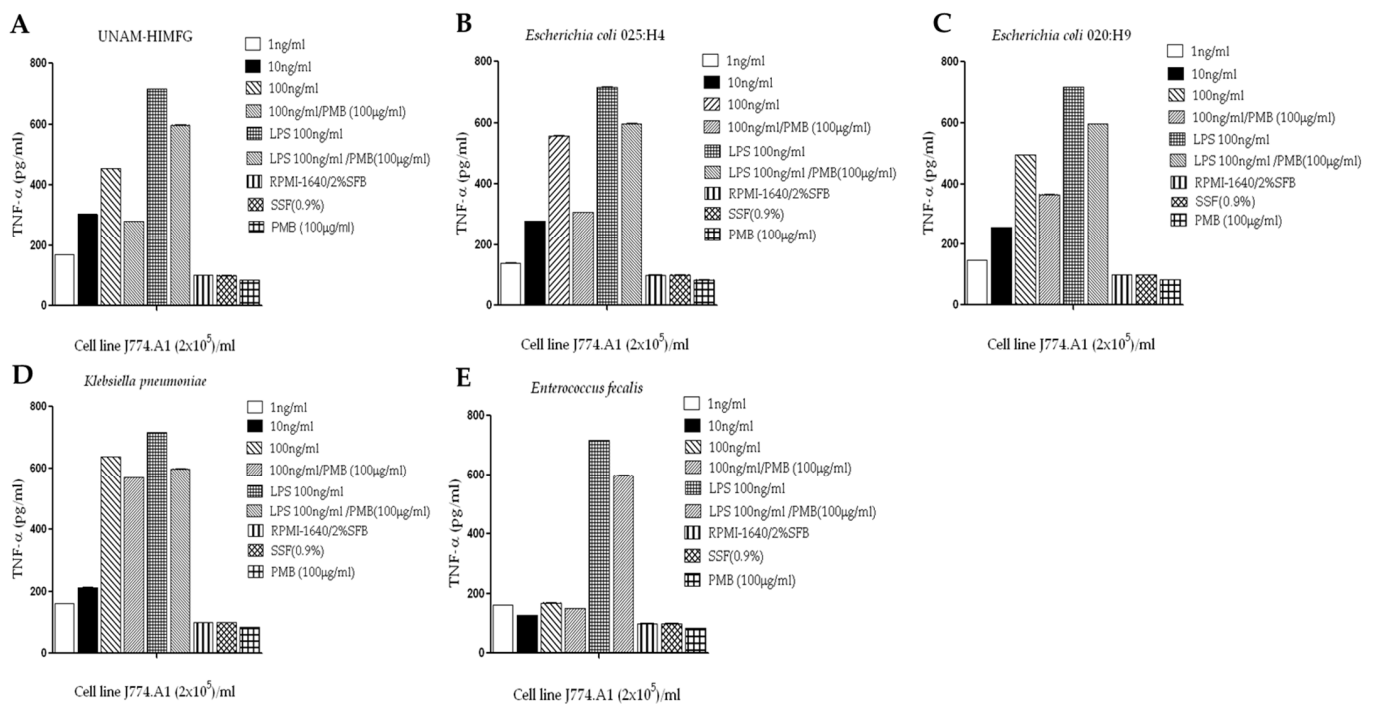 A
UNAM-HIMFG
TNF-α (pg/ml)
800
600
400
200
0
1ng/ml
10ng/ml
100ng/ml
100ng/ml/PMB (100µg/ml)
LPS 100ng/ml
LPS 100ng/ml /PMB(100µg/ml)
RPMI-1640/2%SFB
SSF(0.9%)
PMB (100µg/ml)
Cell line J774.A1 (2x10⁵)/ml
B
Escherichia coli 025:H4
TNF-α (pg/ml)
800
600
400
200
0
1ng/ml
10ng/ml
100ng/ml
100ng/ml/PMB (100µg/ml)
LPS 100ng/ml
LPS 100ng/ml /PMB(100µg/ml)
RPMI-1640/2%SFB
SSF(0.9%)
PMB (100µg/ml)
Cell line J774.A1 (2x10⁵)/ml
C
Escherichia coli 020:H9
TNF-α (pg/ml)
800
600
400
200
0
1ng/ml
10ng/ml
100ng/ml
100ng/ml/PMB (100µg/ml)
LPS 100ng/ml
LPS 100ng/ml /PMB(100µg/ml)
RPMI-1640/2%SFB
SSF(0.9%)
PMB (100µg/ml)
Cell line J774.A1 (2x10⁵)/ml
D
Klebsiella pneumoniae
TNF-α (pg/ml)
800
600
400
200
0
1ng/ml
10ng/ml
100ng/ml
100ng/ml/PMB (100µg/ml)
LPS 100ng/ml
LPS 100ng/ml /PMB(100µg/ml)
RPMI-1640/2%SFB
SSF(0.9%)
PMB (100µg/ml)
Cell line J774.A1 (2x10⁵)/ml
E
Enterococcus fecalis
TNF-α (pg/ml)
800
600
400
200
0
1ng/ml
10ng/ml
100ng/ml
100ng/ml/PMB (100µg/ml)
LPS 100ng/ml
LPS 100ng/ml /PMB(100µg/ml)
RPMI-1640/2%SFB
SSF(0.9%)
PMB (100µg/ml)
Cell line J774.A1 (2x10⁵)/ml